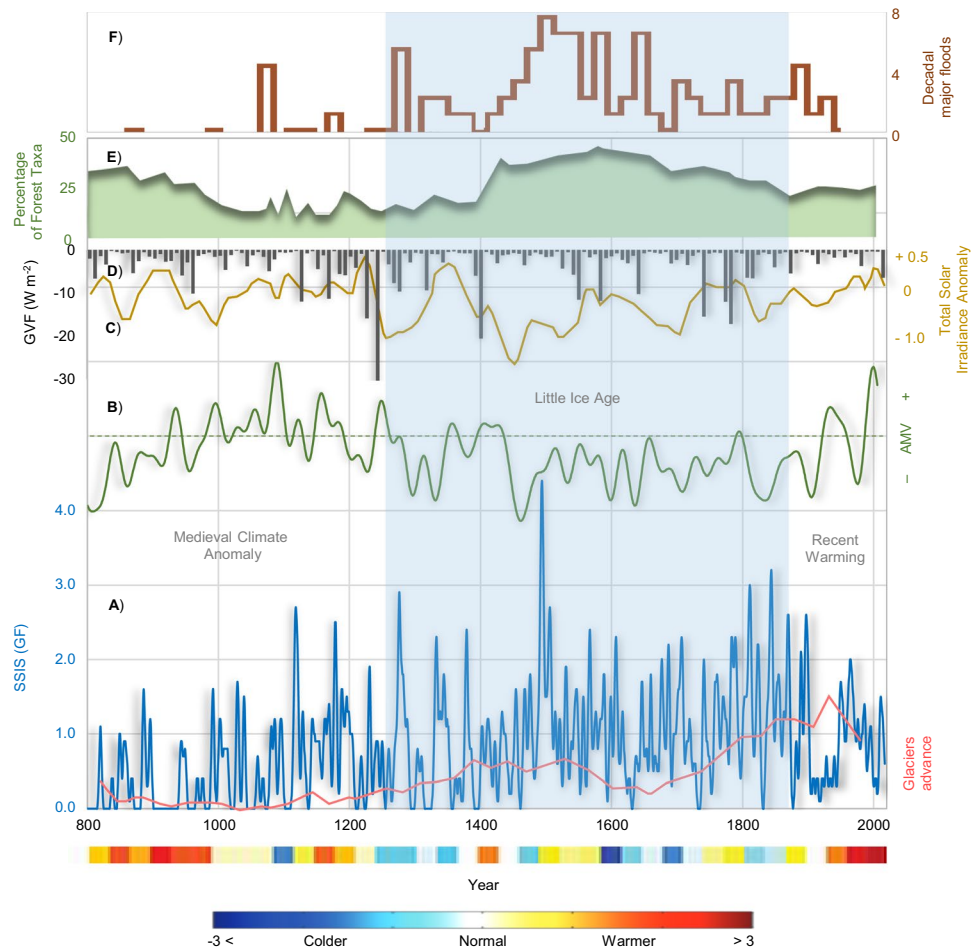 F)
8
4
0
Decadal
major floods
E)
50
25
0
Percentage
of Forest Taxa
D)
C)
0
-10
-20
-30
GVF (W m-2)
+ 0.5
0
- 1.0
Total Solar
Irradiance Anomaly
B)
Little Ice Age
+
AMV
–
Medieval Climate
Anomaly
Recent
Warming
A)
4.0
3.0
2.0
1.0
0.0
SSIS (GF)
Glaciers
advance
800 1000 1200 1400 1600 1800 2000
Year
-3 < Colder Normal Warmer > 3